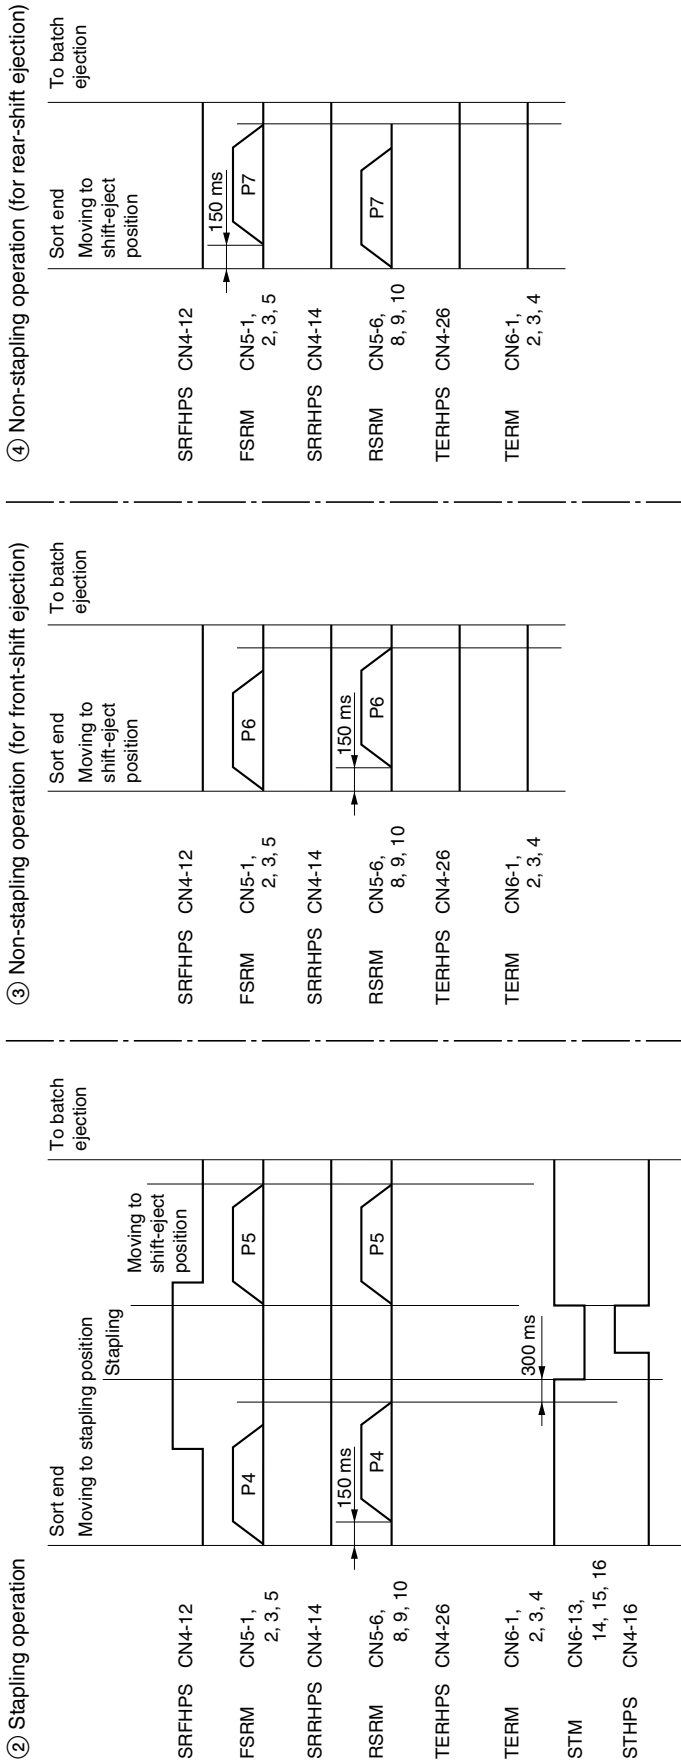 ② Stapling operation
Sort end
Moving to stapling position
Stapling
Moving to
shift-eject
position
To batch
ejection
SRFHPS CN4-12
FSRM CN5-1,
2, 3, 5
P4
P5
SRRHPS CN4-14
150 ms
RSRM CN5-6,
8, 9, 10
P4
P5
TERHPS CN4-26
300 ms
TERM CN6-1,
2, 3, 4
STM CN6-13,
14, 15, 16
STHPS CN4-16
③ Non-stapling operation (for front-shift ejection)
Sort end
Moving to
shift-eject
position
To batch
ejection
SRFHPS CN4-12
FSRM CN5-1,
2, 3, 5
P6
SRRHPS CN4-14
150 ms
RSRM CN5-6,
8, 9, 10
P6
TERHPS CN4-26
TERM CN6-1,
2, 3, 4
④ Non-stapling operation (for rear-shift ejection)
Sort end
Moving to
shift-eject
position
To batch
ejection
SRFHPS CN4-12
150 ms
FSRM CN5-1,
2, 3, 5
P7
SRRHPS CN4-14
RSRM CN5-6,
8, 9, 10
P7
TERHPS CN4-26
TERM CN6-1,
2, 3, 4